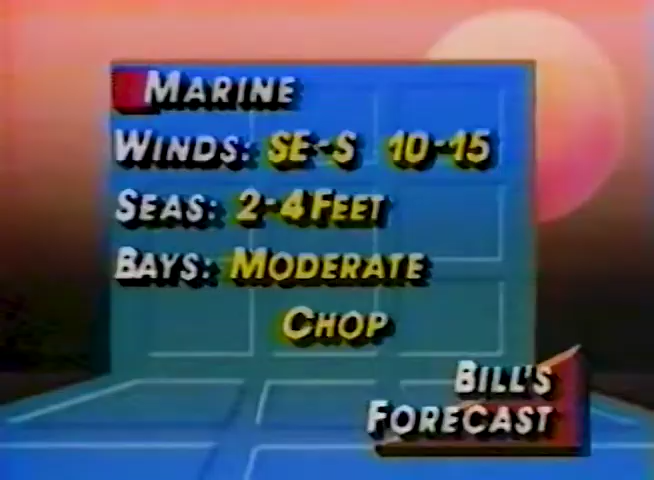 MARINE
WINDS: SE-S 10-15
SEAS: 2-4 FEET
BAYS: MODERATE
CHOP
BILL'S
FORECAST